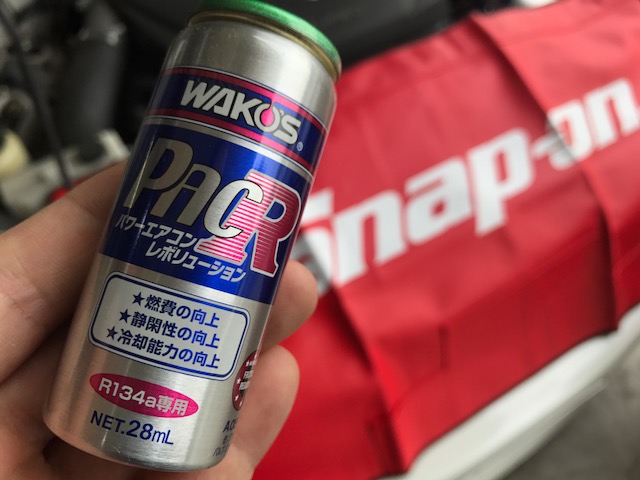 WAKO'S®
PAC R
パワーエアコン
レボリューション
★燃費の向上
★静閑性の向上
★冷却能力の向上
R134a専用
NET.28mL
Snap-on